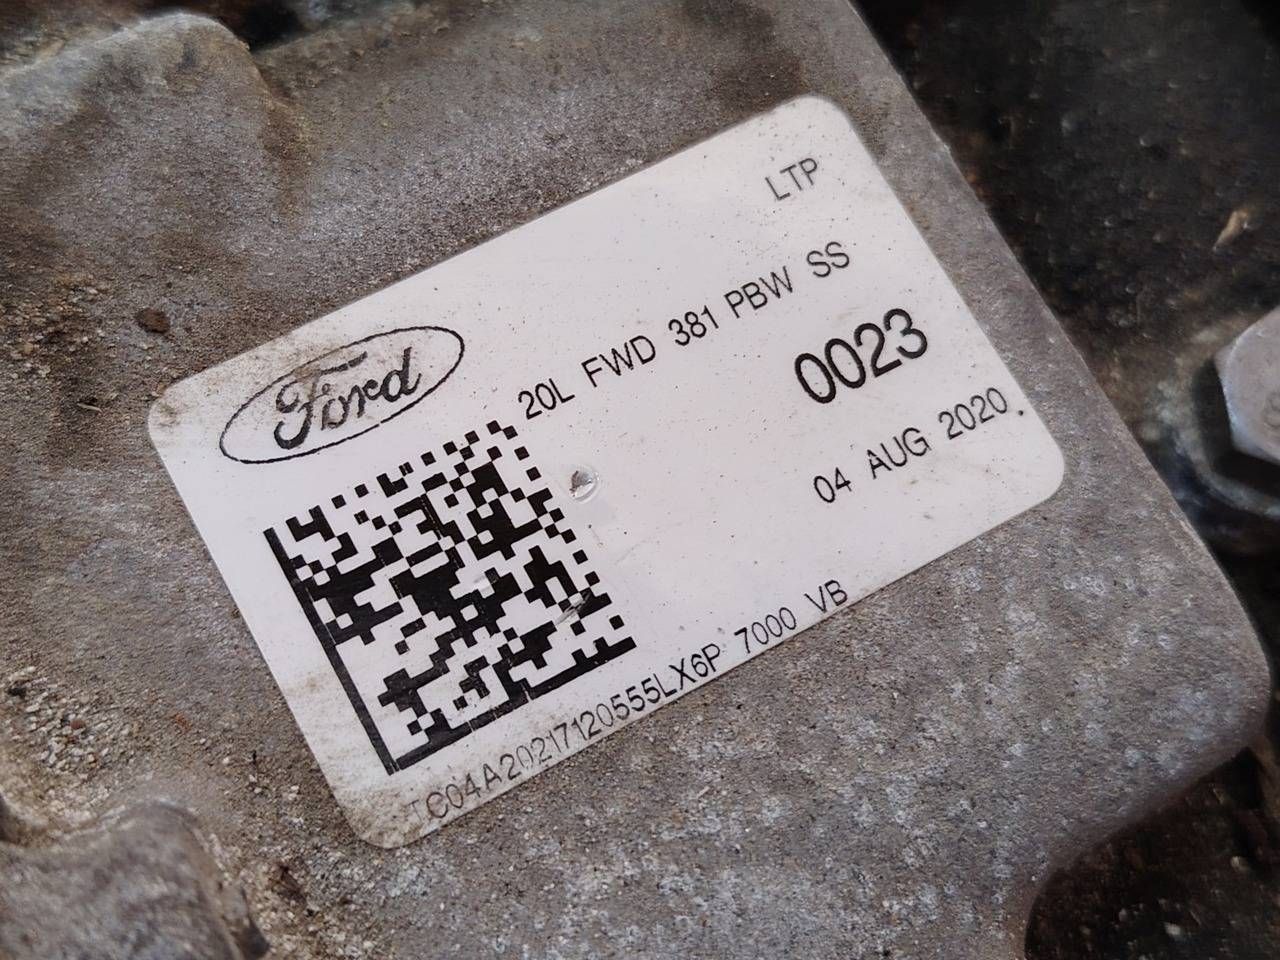 Ford
LTP
20L FWD 381 PBW SS
0023
04 AUG 2020
TC04A20217120555LX6P 7000 VB